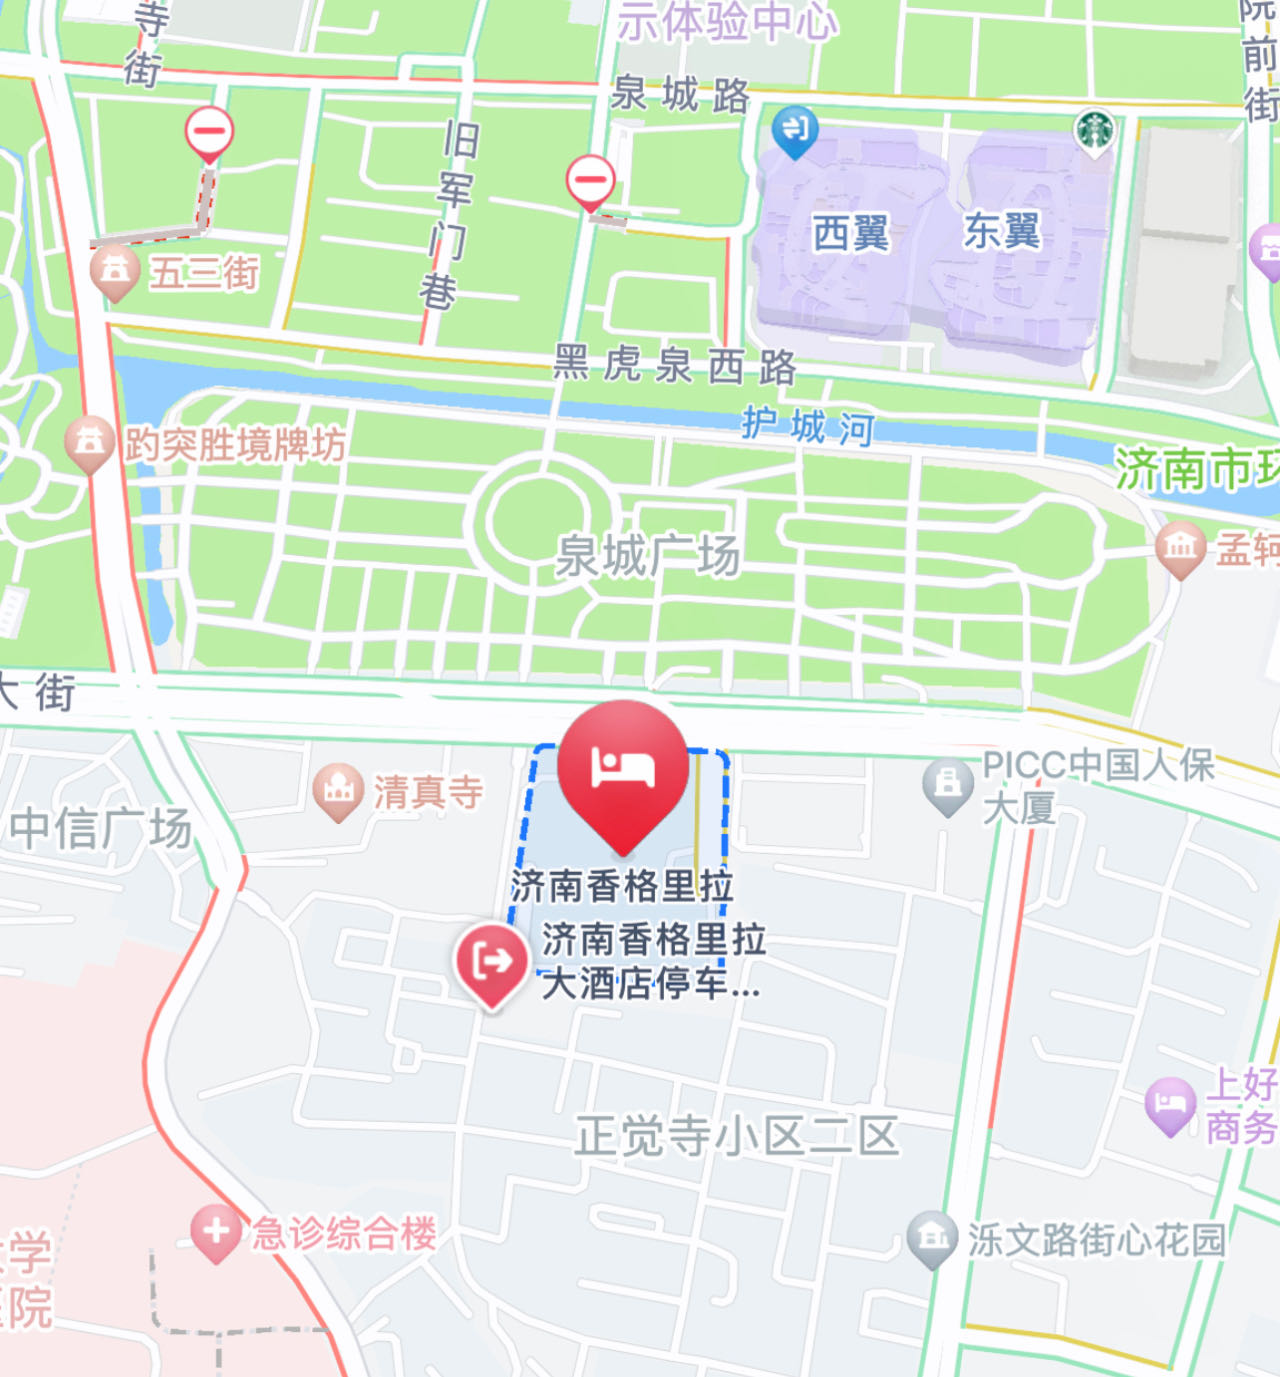 示体验中心
寺街
院前街
泉城路
旧军门巷
西翼
东翼
五三街
黑虎泉西路
护城河
趵突胜境牌坊
济南市环
泉城广场
孟轲
大街
PICC中国人保
大厦
清真寺
中信广场
济南香格里拉
济南香格里拉
大酒店停车...
上好
商务
正觉寺小区二区
急诊综合楼
泺文路街心花园
大学
医院